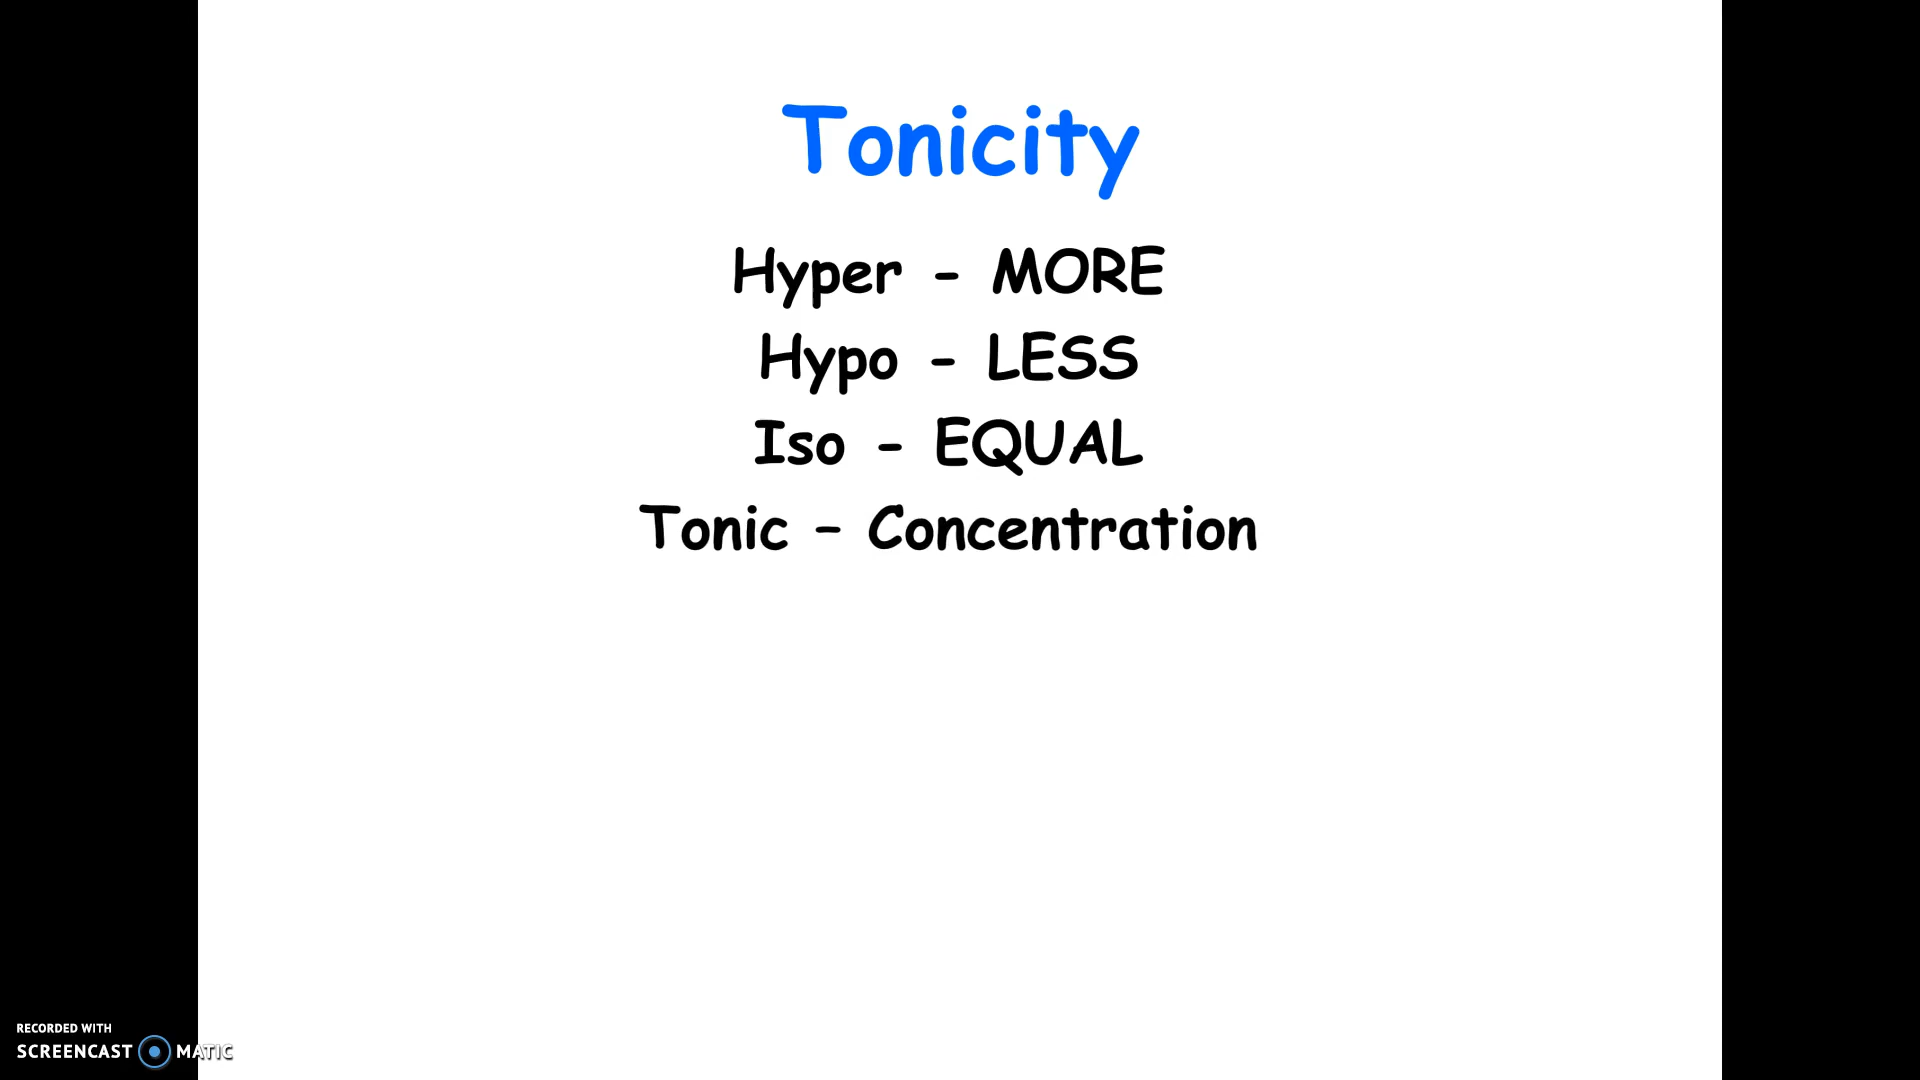 Tonicity
Hyper - MORE
Hypo - LESS
Iso - EQUAL
Tonic – Concentration
RECORDED WITH
SCREENCAST MATIC